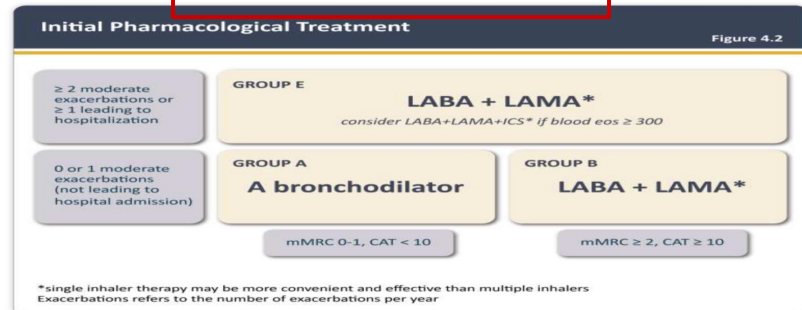 Initial Pharmacological Treatment
Figure 4.2
≥ 2 moderate
exacerbations or
≥ 1 leading to
hospitalization
GROUP E
LABA + LAMA*
consider LABA+LAMA+ICS* if blood eos ≥ 300
0 or 1 moderate
exacerbations
(not leading to
hospital admission)
GROUP A
A bronchodilator
GROUP B
LABA + LAMA*
mMRC 0-1, CAT < 10
mMRC ≥ 2, CAT ≥ 10
*single inhaler therapy may be more convenient and effective than multiple inhalers
Exacerbations refers to the number of exacerbations per year